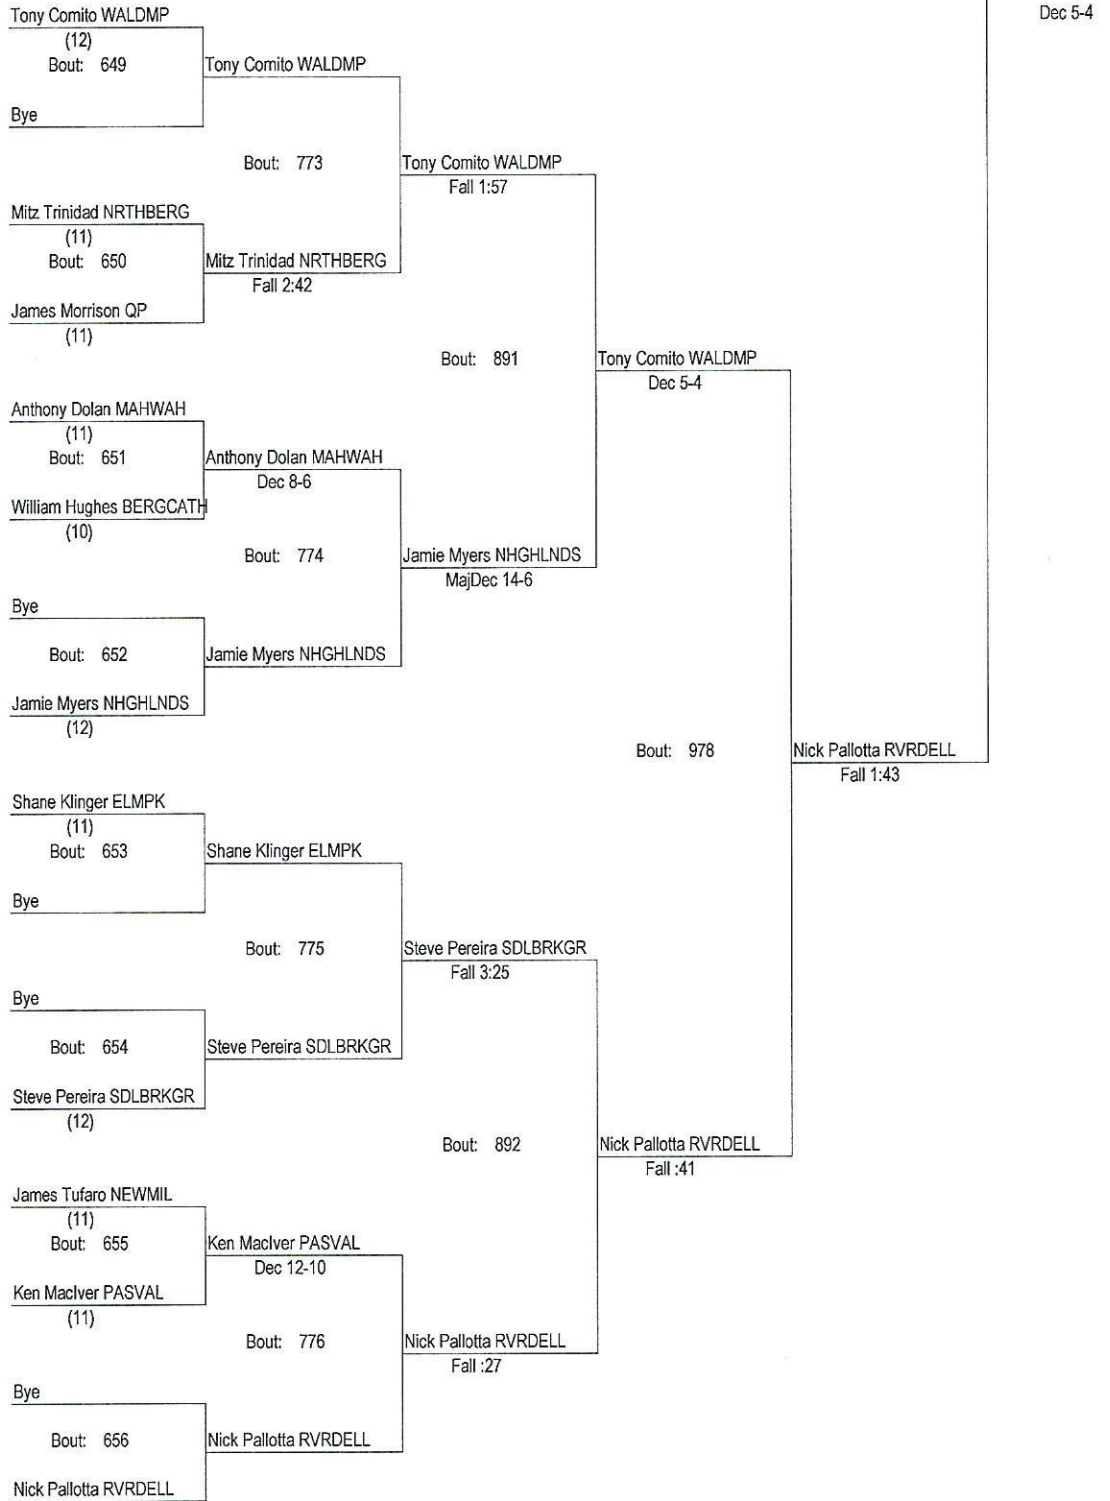 Dec 5-4
Tony Comito WALDMP
(12)
Bout: 649
Tony Comito WALDMP
Bye
Bout: 773
Tony Comito WALDMP
Fall 1:57
Mitz Trinidad NRTHBERG
(11)
Bout: 650
Mitz Trinidad NRTHBERG
Fall 2:42
James Morrison QP
(11)
Bout: 891
Tony Comito WALDMP
Dec 5-4
Anthony Dolan MAHWAH
(11)
Bout: 651
Anthony Dolan MAHWAH
Dec 8-6
William Hughes BERGCATH
(10)
Bout: 774
Jamie Myers NHGHLNDS
MajDec 14-6
Bye
Bout: 652
Jamie Myers NHGHLNDS
Jamie Myers NHGHLNDS
(12)
Bout: 978
Nick Pallotta RVRDELL
Fall 1:43
Shane Klinger ELMPK
(11)
Bout: 653
Shane Klinger ELMPK
Bye
Bout: 775
Steve Pereira SDLBRKGR
Fall 3:25
Bye
Bout: 654
Steve Pereira SDLBRKGR
Steve Pereira SDLBRKGR
(12)
Bout: 892
Nick Pallotta RVRDELL
Fall :41
James Tufaro NEWMIL
(11)
Bout: 655
Ken MacIver PASVAL
Dec 12-10
Ken MacIver PASVAL
(11)
Bout: 776
Nick Pallotta RVRDELL
Fall :27
Bye
Bout: 656
Nick Pallotta RVRDELL
Nick Pallotta RVRDELL